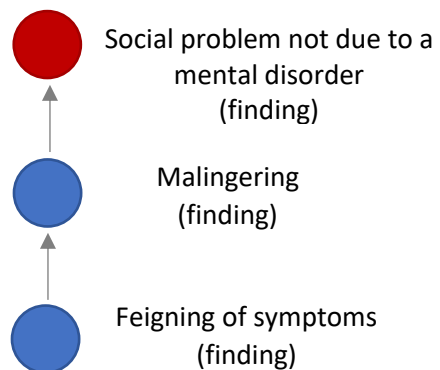 Social problem not due to a
mental disorder
(finding)
Malingering
(finding)
Feigning of symptoms
(finding)